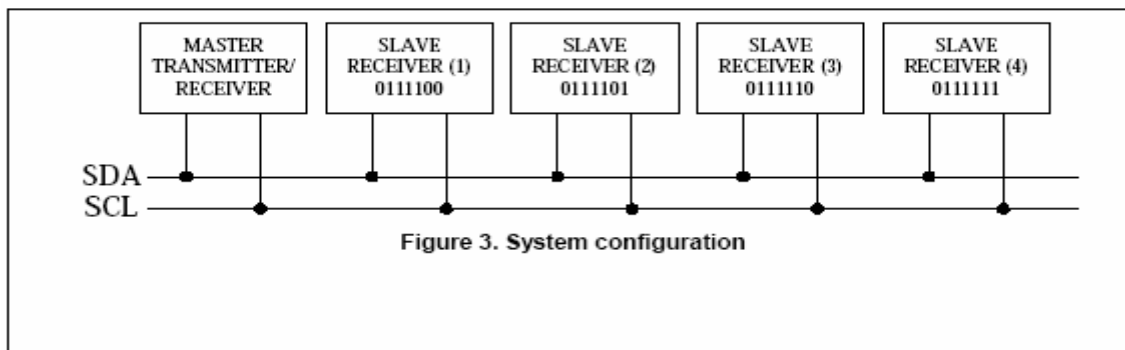 MASTER
TRANSMITTER/
RECEIVER
SLAVE
RECEIVER (1)
0111100
SLAVE
RECEIVER (2)
0111101
SLAVE
RECEIVER (3)
0111110
SLAVE
RECEIVER (4)
0111111
SDA
SCL
Figure 3. System configuration